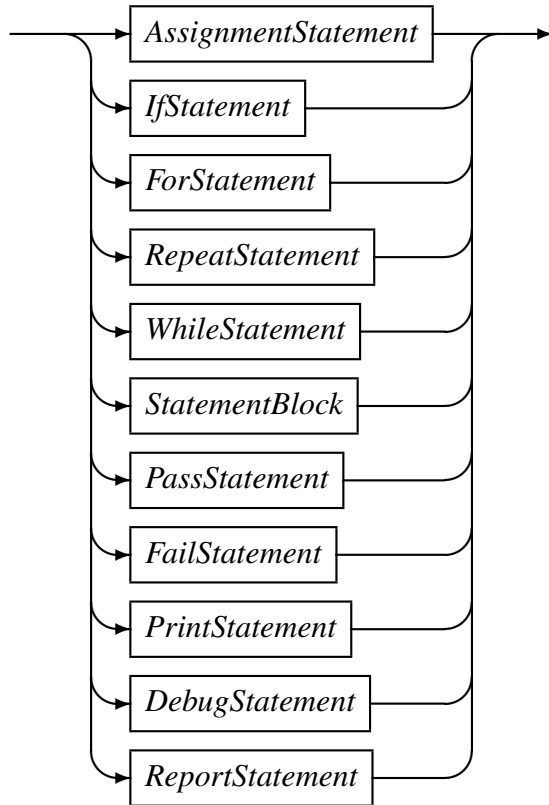 AssignmentStatement
IfStatement
ForStatement
RepeatStatement
WhileStatement
StatementBlock
PassStatement
FailStatement
PrintStatement
DebugStatement
ReportStatement